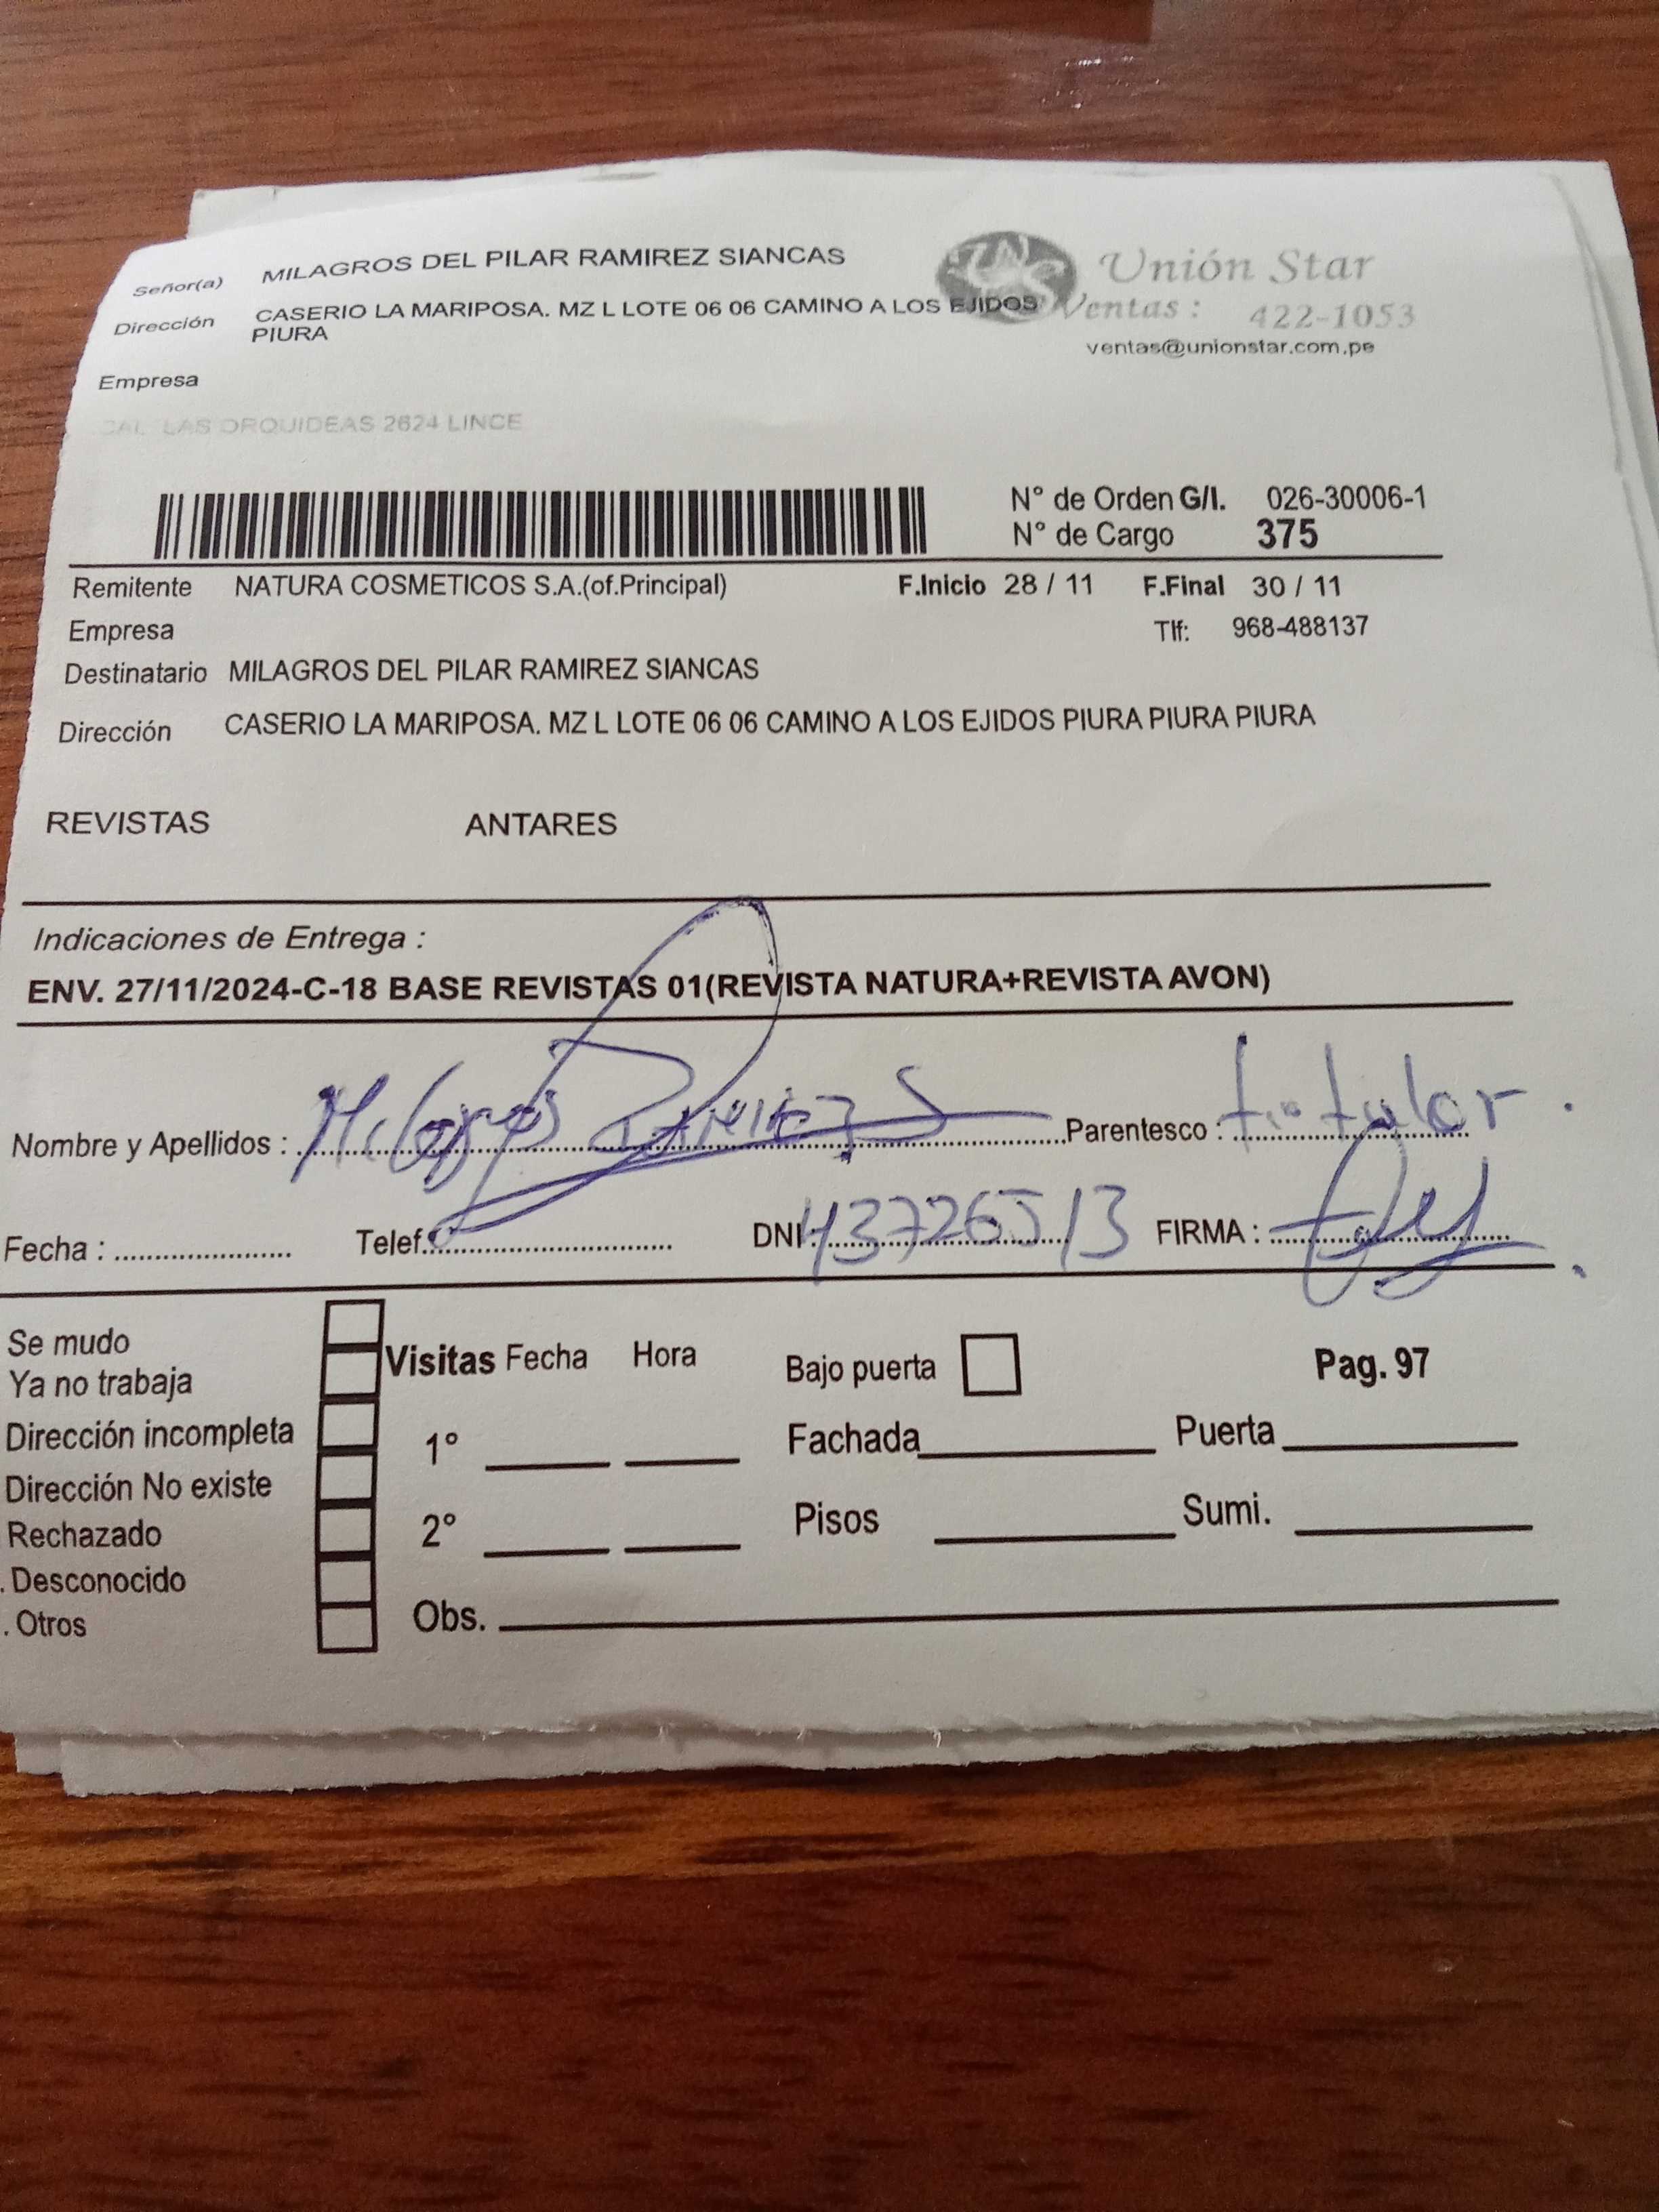 Señor(a) MILAGROS DEL PILAR RAMIREZ SIANCAS
Unión Star
Dirección CASERIO LA MARIPOSA. MZ L LOTE 06 06 CAMINO A LOS EJIDOS
PIURA
Ventas : 422-1053
ventas@unionstar.com.pe
Empresa
CAL LAS ORQUIDEAS 2624 LINCE
N° de Orden G/I. 026-30006-1
N° de Cargo 375
Remitente NATURA COSMETICOS S.A.(of.Principal) F.Inicio 28 / 11 F.Final 30 / 11
Empresa Tlf: 968-488137
Destinatario MILAGROS DEL PILAR RAMIREZ SIANCAS
Dirección CASERIO LA MARIPOSA. MZ L LOTE 06 06 CAMINO A LOS EJIDOS PIURA PIURA PIURA
REVISTAS ANTARES
Indicaciones de Entrega :
ENV. 27/11/2024-C-18 BASE REVISTAS 01(REVISTA NATURA+REVISTA AVON)
Nombre y Apellidos : Milagros Ramirez S Parentesco : titular.
Fecha : Telef. DNI: FIRMA :
Se mudo
Ya no trabaja
Dirección incompleta
Dirección No existe
Rechazado
. Desconocido
. Otros
Visitas Fecha Hora Bajo puerta Pag. 97
1° Fachada Puerta
2° Pisos Sumi.
Obs.